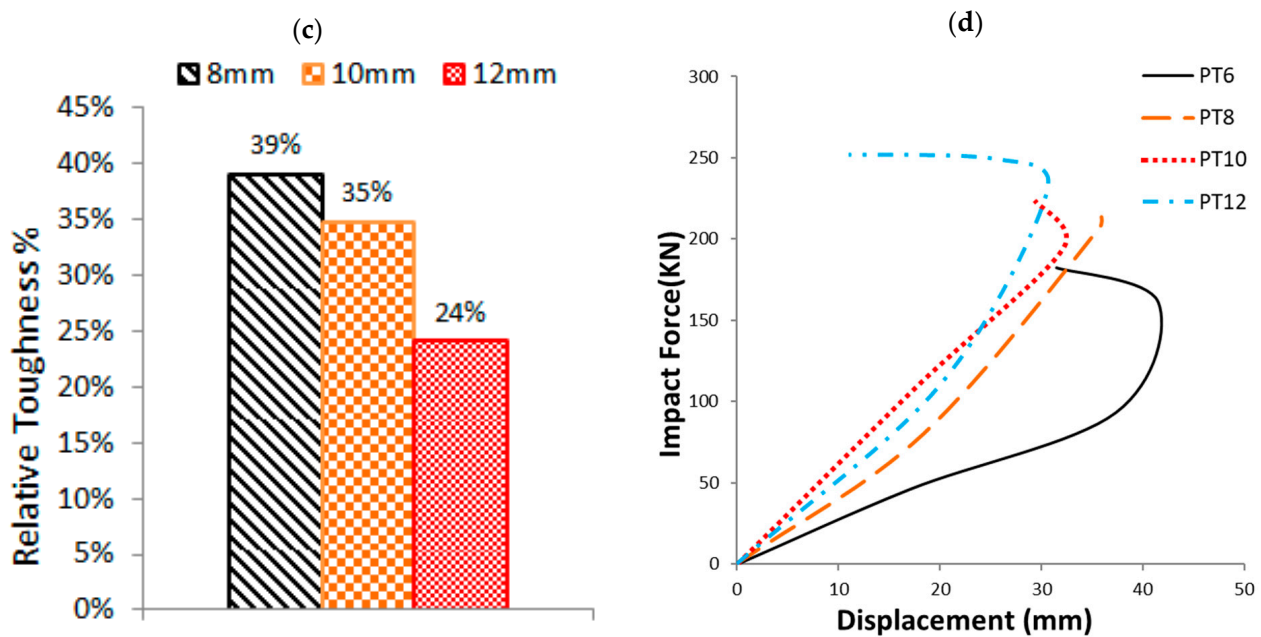 (c)
8mm 10mm 12mm
Relative Toughness %
45%
40%
35%
30%
25%
20%
15%
10%
5%
0%
39%
35%
24%
(d)
Impact Force(KN)
300
250
200
150
100
50
0
PT6
PT8
PT10
PT12
0 10 20 30 40 50
Displacement (mm)